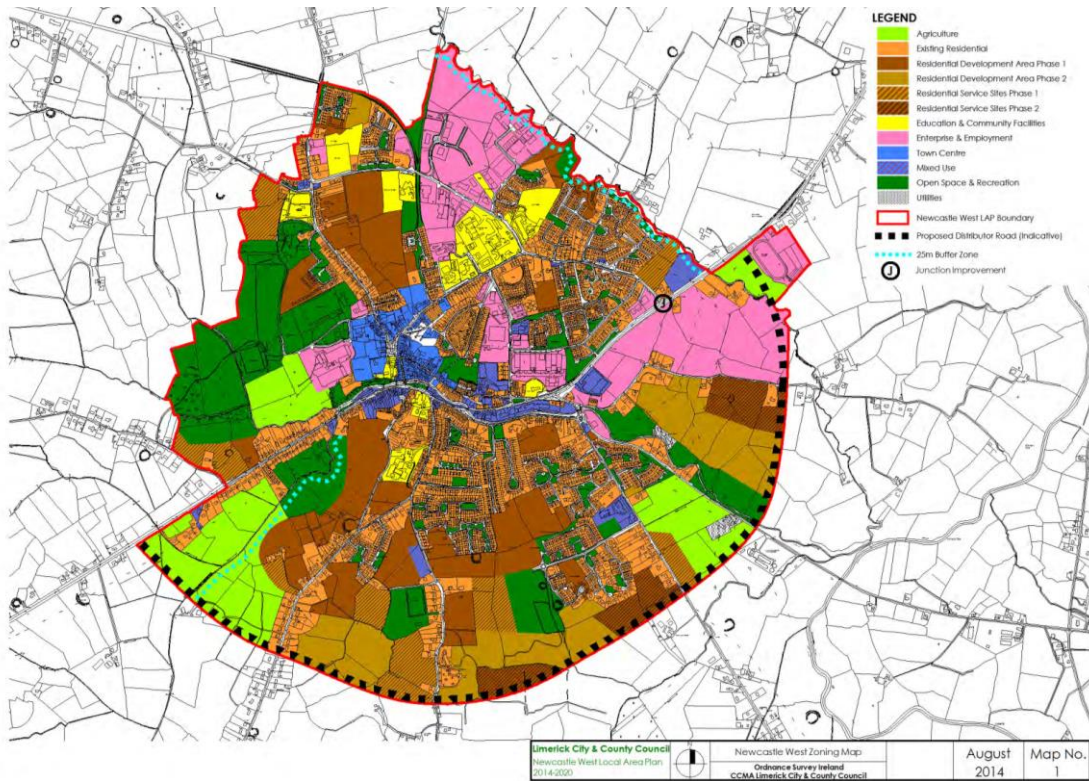 LEGEND
Agriculture
Existing Residential
Residential Development Area Phase 1
Residential Development Area Phase 2
Residential Service Sites Phase 1
Residential Service Sites Phase 2
Education & Community Facilities
Enterprise & Employment
Town Centre
Mixed Use
Open Space & Recreation
Utilities
Newcastle West LAP Boundary
Proposed Distributor Road (Indicative)
25m Buffer Zone
J Junction Improvement
J
Limerick City & County Council
Newcastle West Local Area Plan
2014-2020
N
Newcastle West Zoning Map
Ordnance Survey Ireland
CCMA Limerick City & County Council
August
2014
Map No.
1